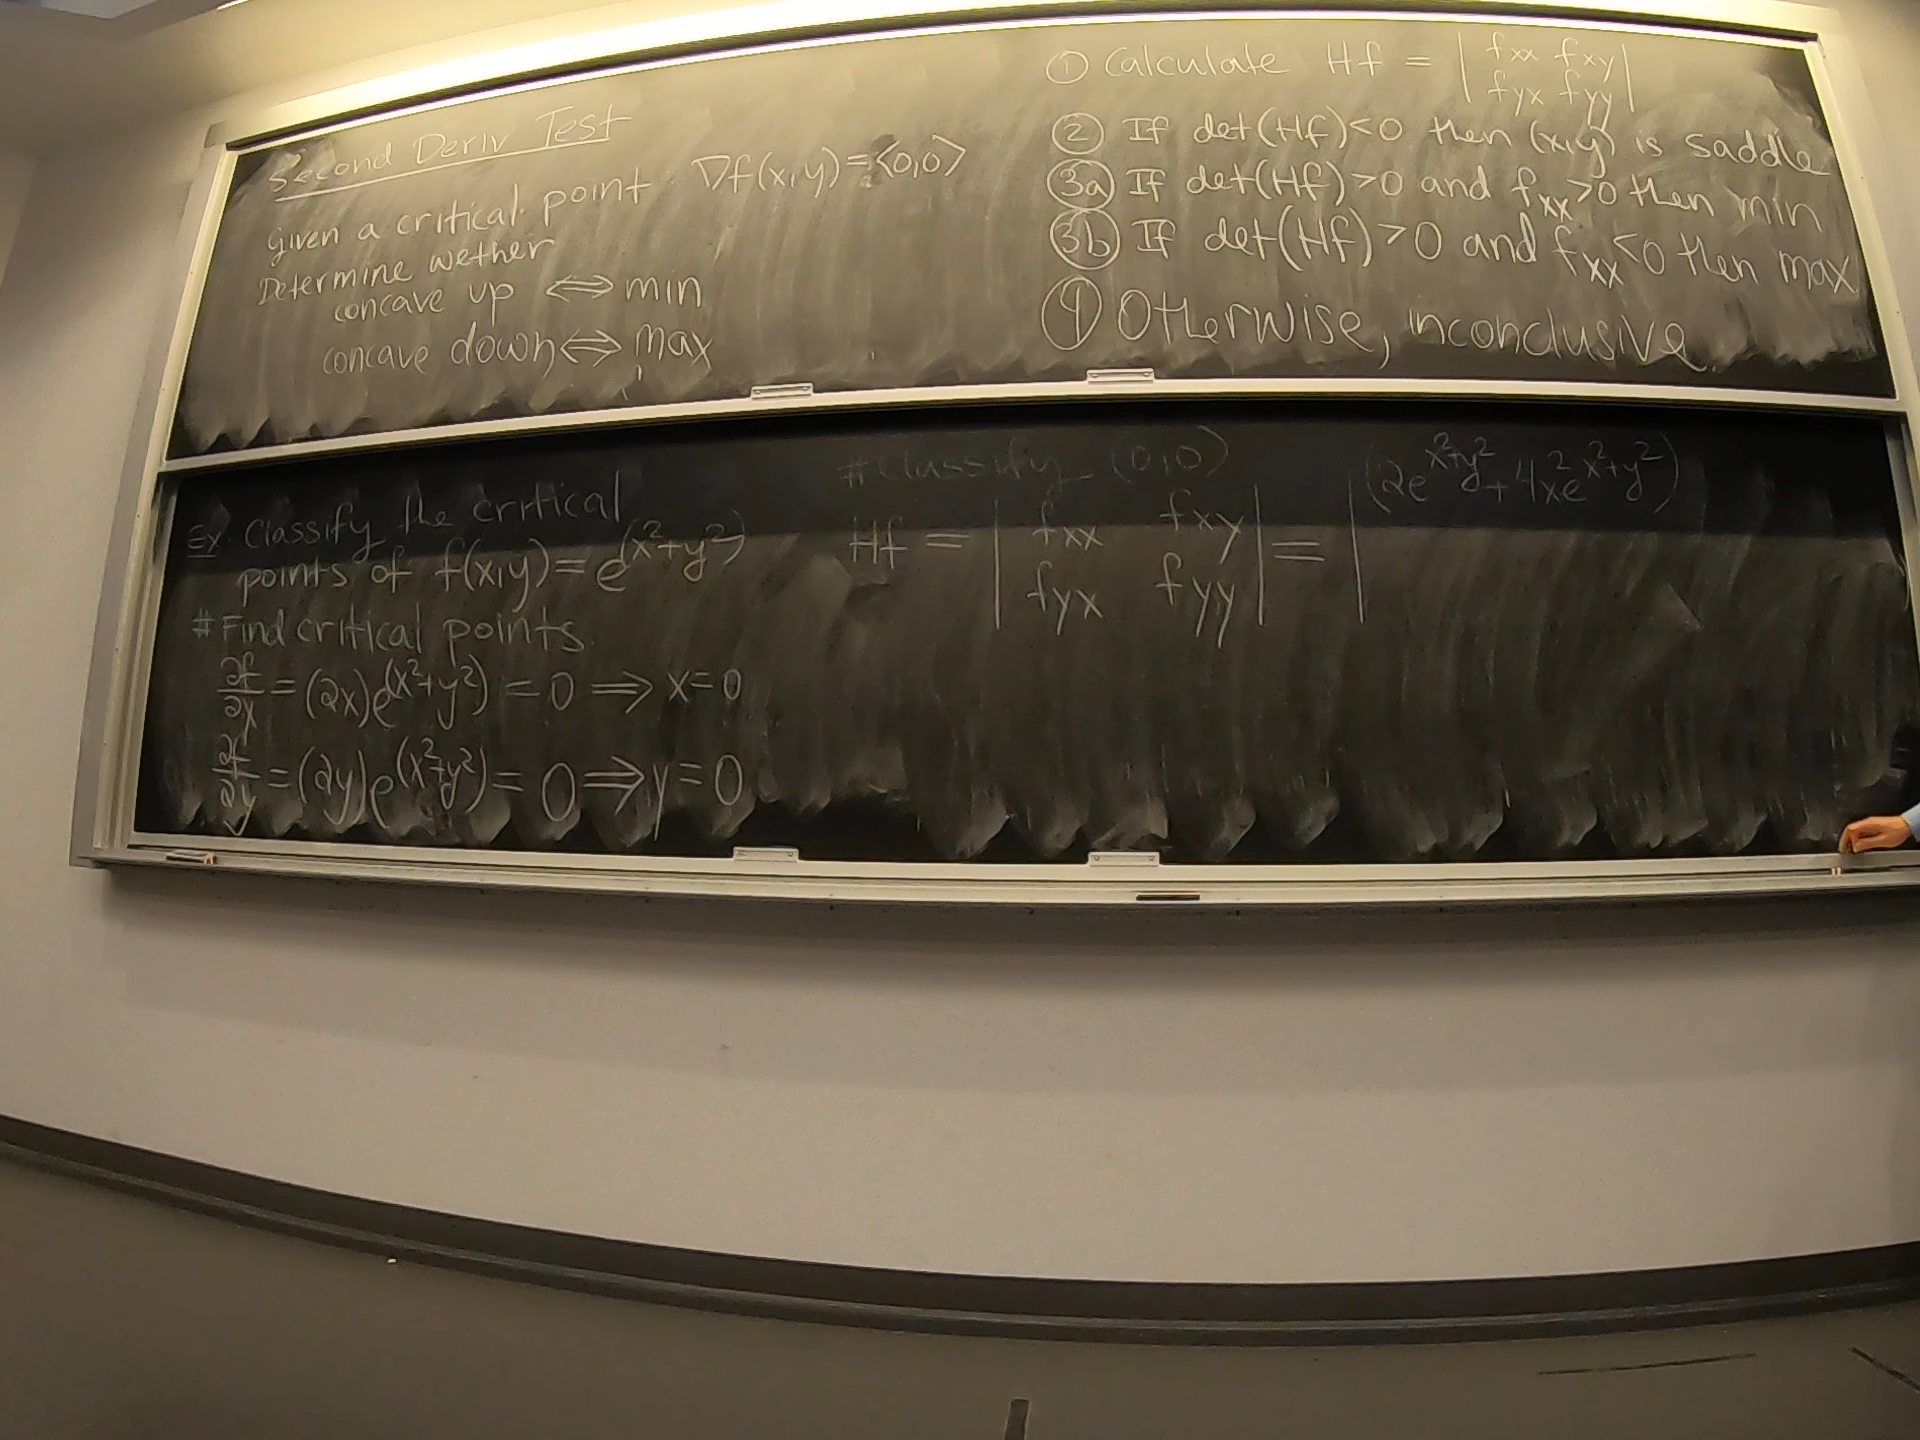 Second Deriv Test
Given a critical point ∇f(x,y)=<0,0>
Determine wether
concave up ⇔ min
concave down ⇔ max
① Calculate Hf = | fxx fxy |
| fyx fyy |
② If det(Hf)<0 then (x,y) is saddle
③a If det(Hf)>0 and fxx>0 then min
③b If det(Hf)>0 and fxx<0 then max
④ Otherwise, inconclusive
Ex. Classify the critical
points of f(x,y)=e^(x²+y²)
# Find critical points.
∂f/∂x = (2x)e^(x²+y²) = 0 ⇒ x=0
∂f/∂y = (2y)e^(x²+y²) = 0 ⇒ y=0
# Classify (0,0)
Hf = | fxx fxy | = | (2e^(x²+y²) + 4x²e^(x²+y²))
| fyx fyy |